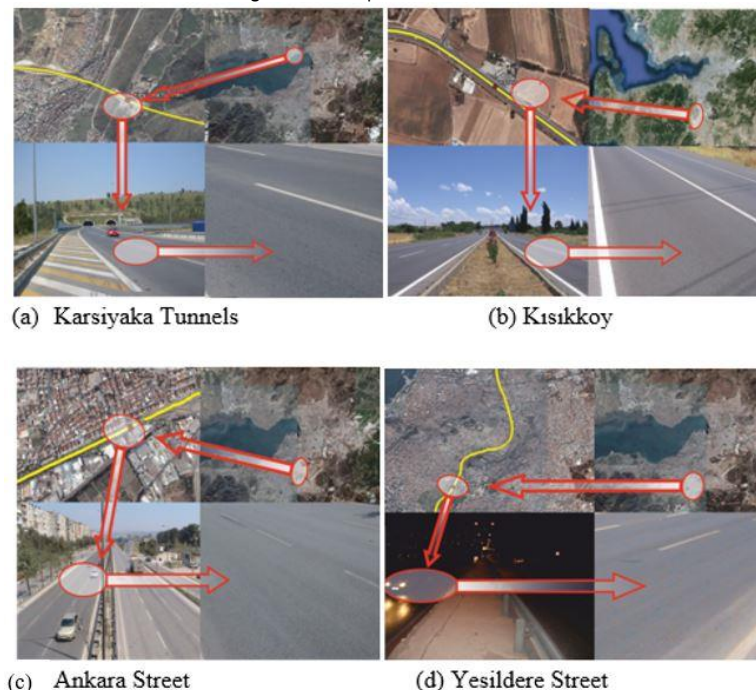 (a) Karsiyaka Tunnels
(b) Kısıkkoy
(c) Ankara Street
(d) Yesildere Street